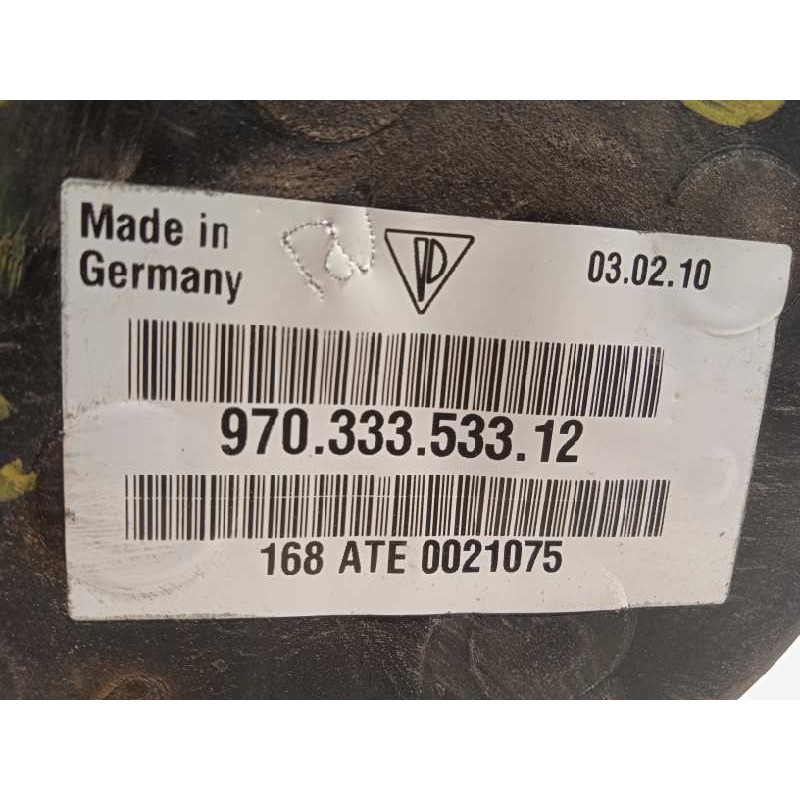 Made in
Germany
03.02.10
970.333.533.12
168 ATE 0021075